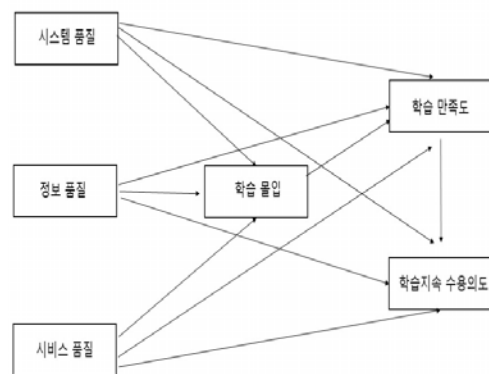 시스템 품질
학습 만족도
정보 품질
학습 몰입
학습지속 수용의도
시비스 품질